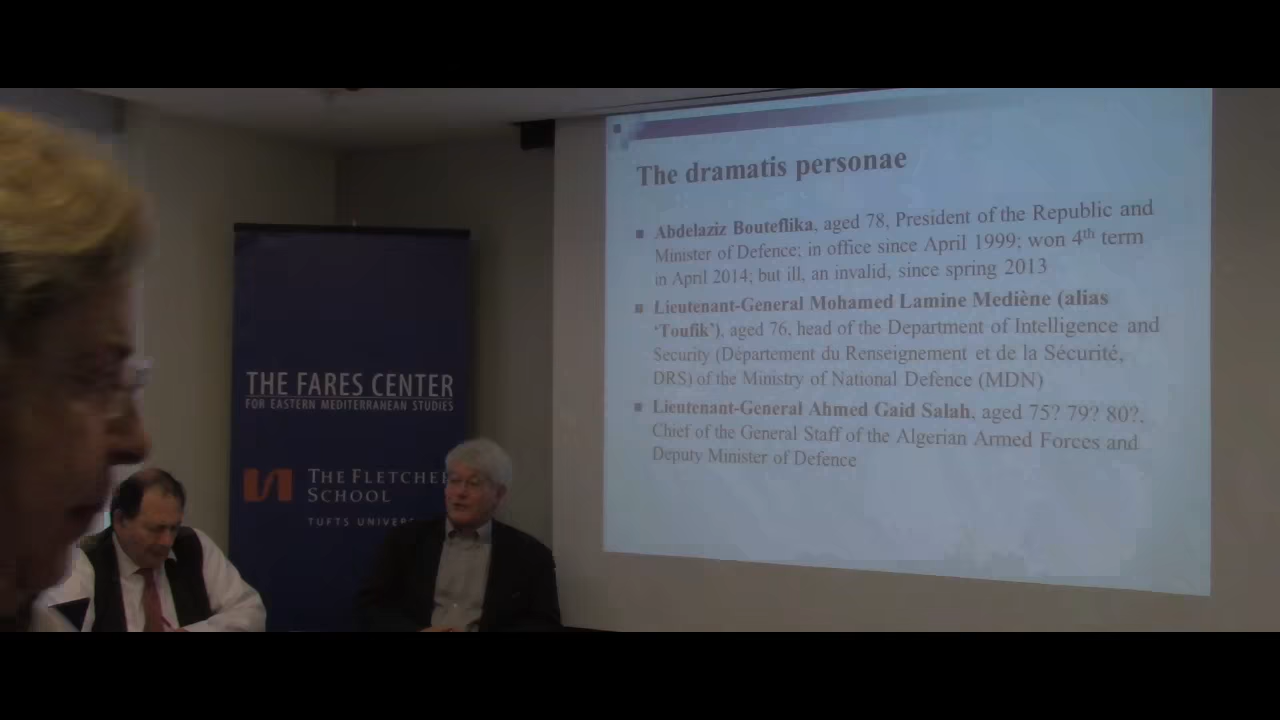 The dramatis personae
Abdelaziz Bouteflika, aged 78, President of the Republic and
Minister of Defence; in office since April 1999; won 4th term
in April 2014; but ill, an invalid, since spring 2013
Lieutenant-General Mohamed Lamine Mediène (alias
‘Toufik’), aged 76, head of the Department of Intelligence and
Security (Département du Renseignement et de la Sécurité,
DRS) of the Ministry of National Defence (MDN)
Lieutenant-General Ahmed Gaid Salah, aged 75? 79? 80?,
Chief of the General Staff of the Algerian Armed Forces and
Deputy Minister of Defence
THE FARES CENTER
FOR EASTERN MEDITERRANEAN STUDIES
THE FLETCHE
SCHOOL
TUFTS UNIVER